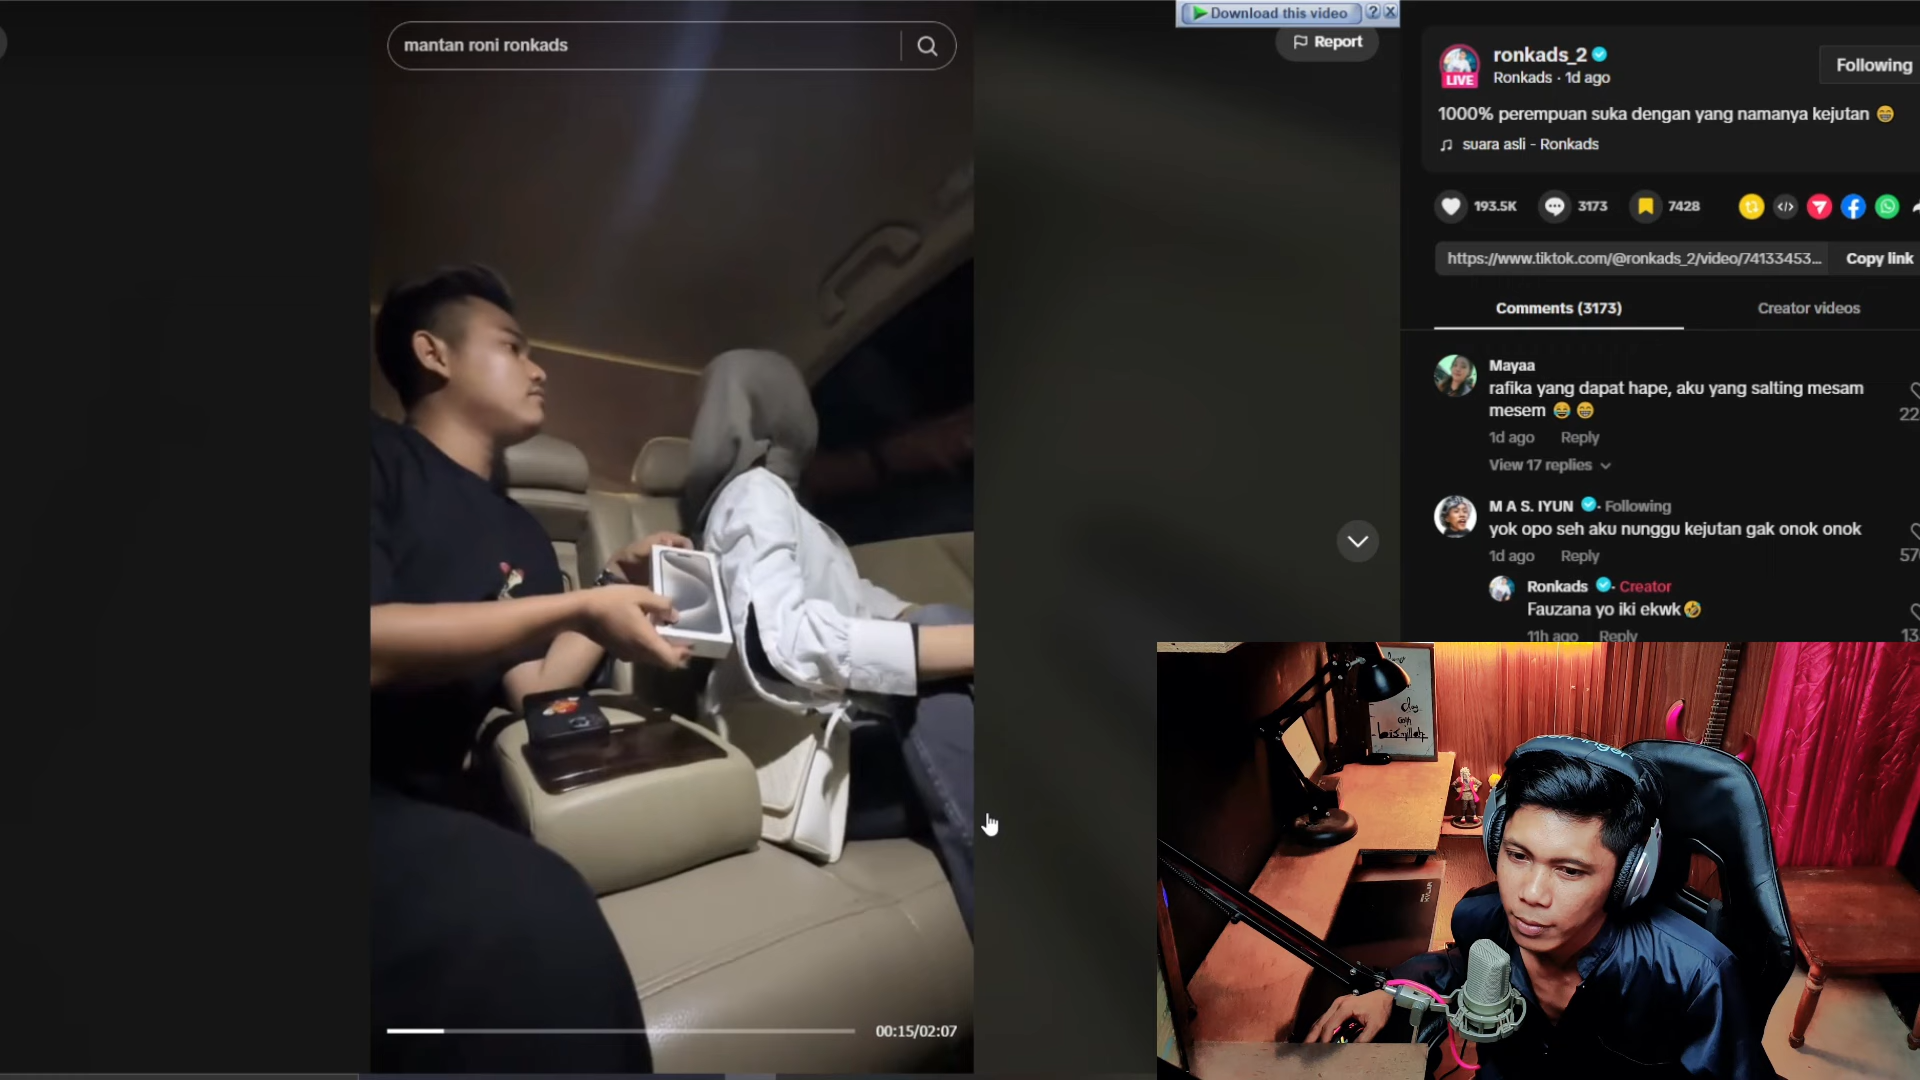 mantan roni ronkads
Download this video
Report
ronkads_2
Ronkads · 1d ago
LIVE
Following
1000% perempuan suka dengan yang namanya kejutan 😁
suara asli - Ronkads
193.5K
3173
7428
https://www.tiktok.com/@ronkads_2/video/74133453...
Copy link
Comments (3173)
Creator videos
Mayaa
rafika yang dapat hape, aku yang salting mesam
mesem 😂 😁
22
1d ago Reply
View 17 replies
M A S. IYUN · Following
yok opo seh aku nunggu kejutan gak onok onok
57
1d ago Reply
Ronkads · Creator
Fauzana yo iki ekwk🤣
13
11h ago Reply
00:15/02:07
bismillah